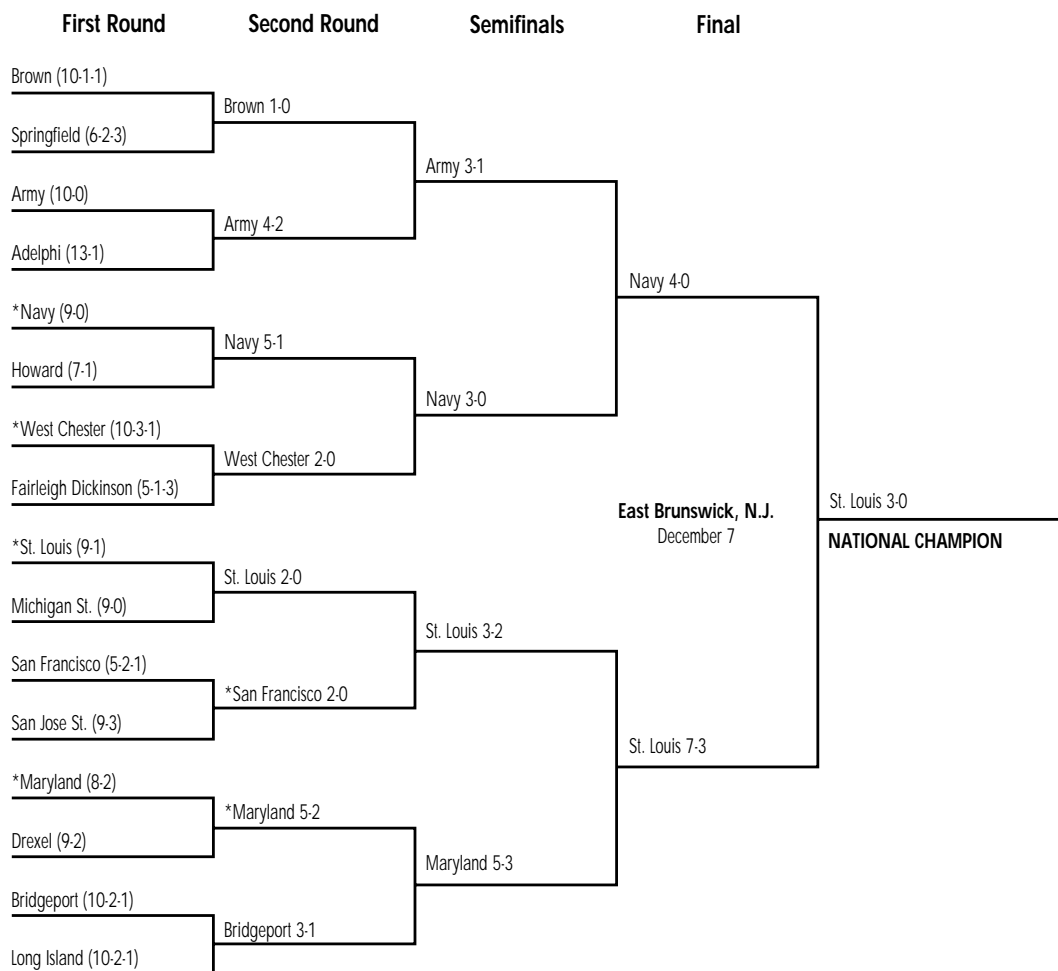 First Round
Second Round
Semifinals
Final
Brown (10-1-1)
Springfield (6-2-3)
Army (10-0)
Adelphi (13-1)
*Navy (9-0)
Howard (7-1)
*West Chester (10-3-1)
Fairleigh Dickinson (5-1-3)
*St. Louis (9-1)
Michigan St. (9-0)
San Francisco (5-2-1)
San Jose St. (9-3)
*Maryland (8-2)
Drexel (9-2)
Bridgeport (10-2-1)
Long Island (10-2-1)
Brown 1-0
Army 4-2
Navy 5-1
West Chester 2-0
St. Louis 2-0
*San Francisco 2-0
*Maryland 5-2
Bridgeport 3-1
Army 3-1
Navy 3-0
St. Louis 3-2
Maryland 5-3
Navy 4-0
St. Louis 7-3
East Brunswick, N.J.
December 7
St. Louis 3-0
NATIONAL CHAMPION